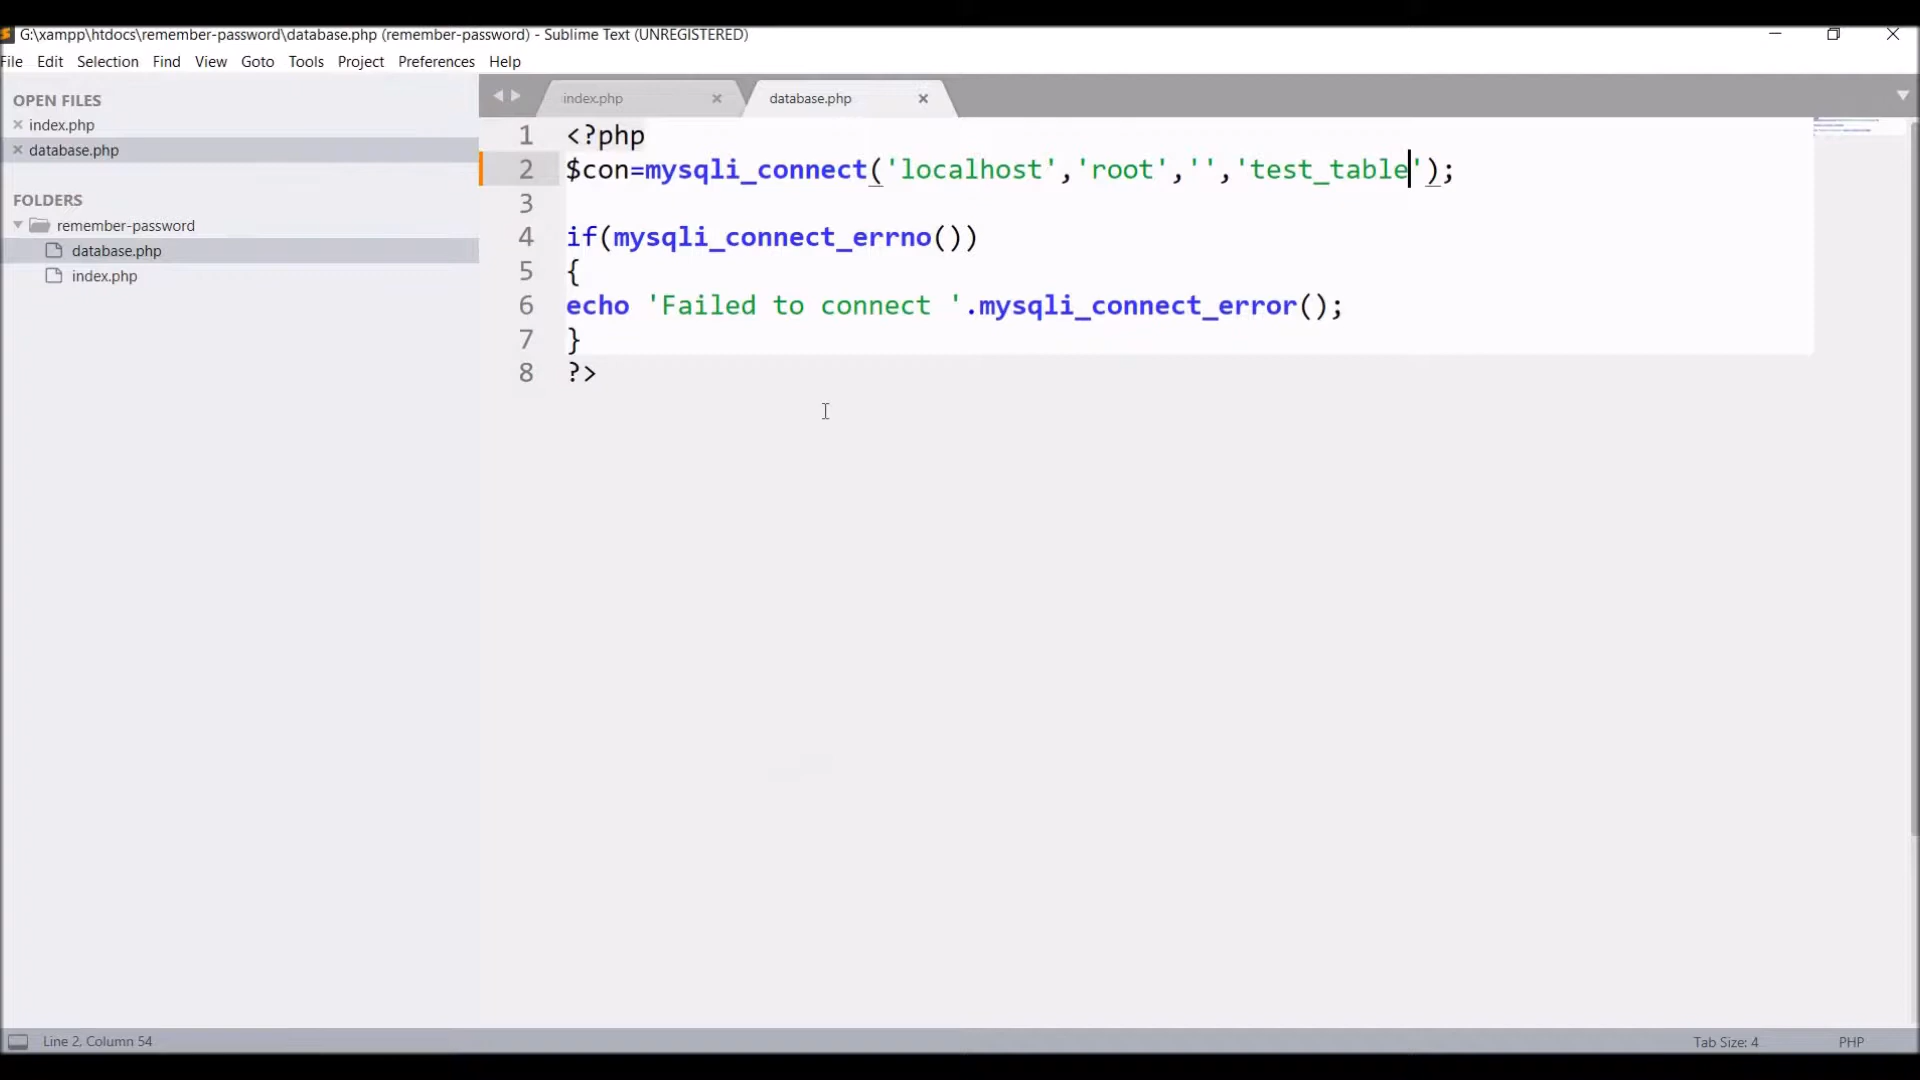 G:\xampp\htdocs\remember-password\database.php (remember-password) - Sublime Text (UNREGISTERED)
File Edit Selection Find View Goto Tools Project Preferences Help
OPEN FILES
index.php
database.php
FOLDERS
remember-password
database.php
index.php
index.php database.php
1 <?php
2 $con=mysqli_connect('localhost','root','','test_table');
3
4 if(mysqli_connect_errno())
5 {
6 echo 'Failed to connect '.mysqli_connect_error();
7 }
8 ?>
Line 2, Column 54 Tab Size: 4 PHP